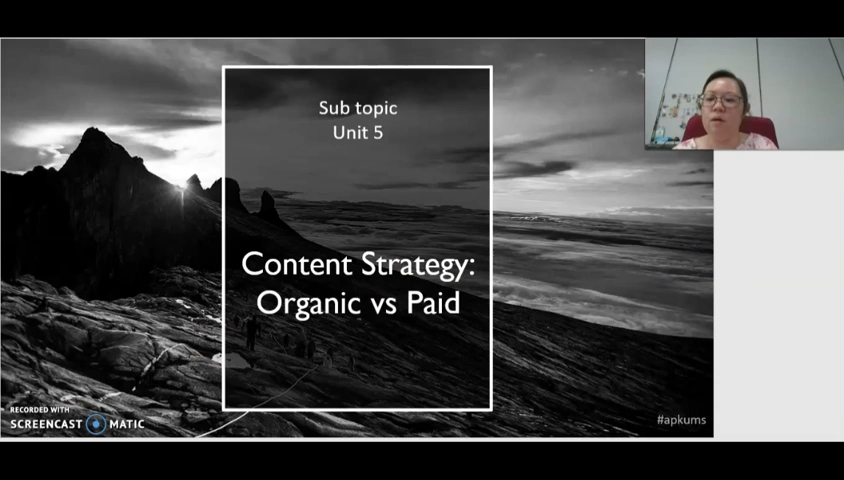 Sub topic
Unit 5
Content Strategy:
Organic vs Paid
RECORDED WITH
SCREENCAST MATIC
#apkums